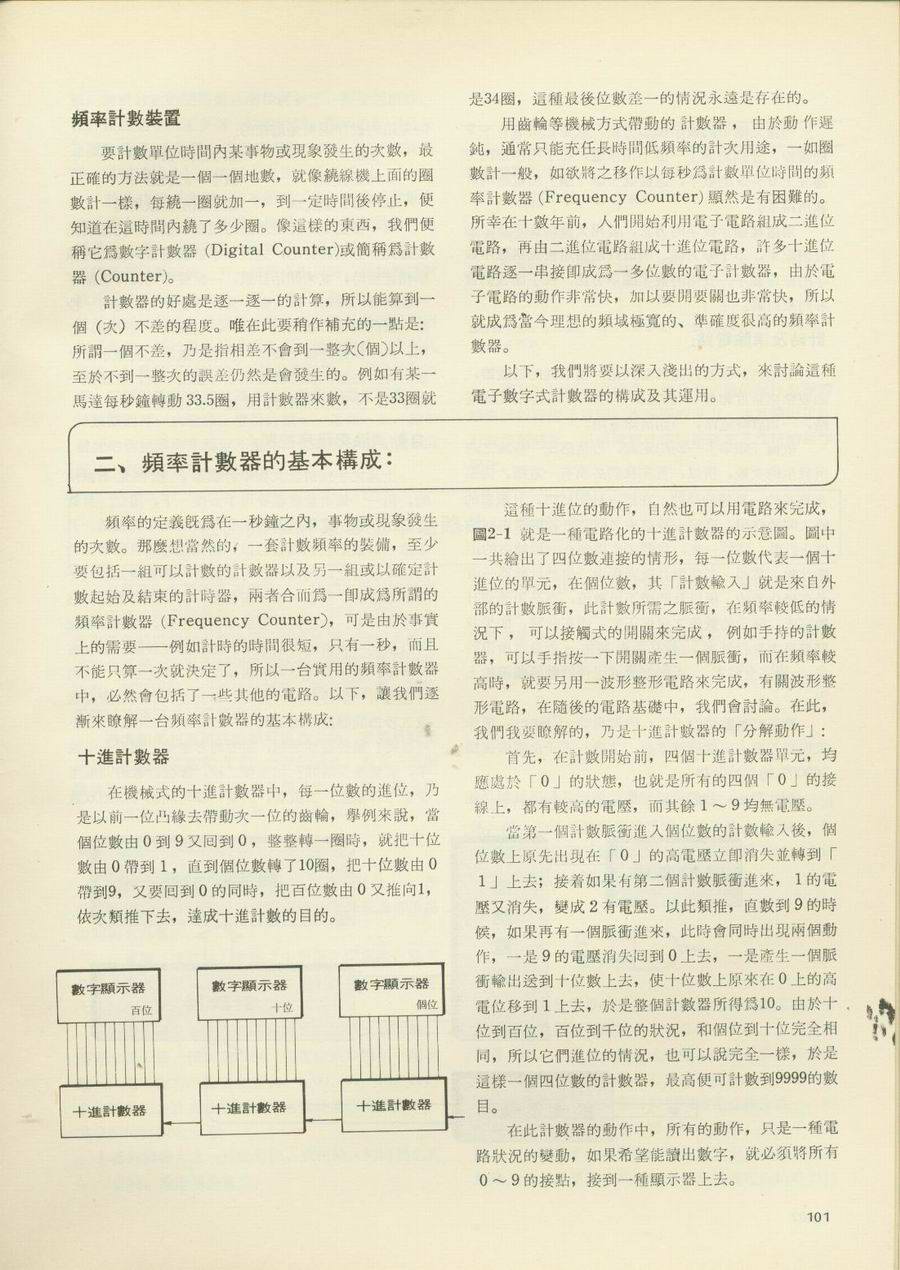 頻率計數裝置
要計數單位時間內某事物或現象發生的次數，最
正確的方法就是一個一個地數，就像繞線機上面的圈
數計一樣，每繞一圈就加一，到一定時間後停止，便
知道在這時間內繞了多少圈。像這樣的東西，我們便
稱它爲數字計數器 (Digital Counter)或簡稱爲計數
器 (Counter)。
計數器的好處是逐一逐一的計算，所以能算到一
個（次）不差的程度。唯在此要稍作補充的一點是:
所謂一個不差，乃是指相差不會到一整次(個)以上，
至於不到一整次的誤差仍然是會發生的。例如有某一
馬達每秒鐘轉動 33.5圈，用計數器來數，不是33圈就
是34圈，這種最後位數差一的情況永遠是存在的。
用齒輪等機械方式帶動的 計數器， 由於動 作遲
鈍，通常只能充任長時間低頻率的計次用途，一如圈
數計一般，如欲將之移作以每秒爲計數單位時間的頻
率計數器 (Frequency Counter) 顯然是有困難的。
所幸在十數年前，人們開始利用電子電路組成二進位
電路，再由二進位電路組成十進位電路，許多十進位
電路逐一串接卽成爲一多位數的電子計數器，由於電
子電路的動作非常快，加以要開要關也非常快，所以
就成爲當今理想的頻域極寬的、準確度很高的頻率計
數器。
以下，我們將要以深入淺出的方式，來討論這種
電子數字式計數器的構成及其運用。
二、頻率計數器的基本構成：
頻率的定義旣爲在一秒鐘之內，事物或現象發生
的次數。那麼想當然的，一套計數頻率的裝備，至少
要包括一組可以計數的計數器以及另一組或以確定計
數起始及結束的計時器，兩者合而爲一卽成爲所謂的
頻率計數器 (Frequency Counter)，可是由於事實
上的需要——例如計時的時間很短，只有一秒，而且
不能只算一次就決定了，所以一台實用的頻率計數器
中，必然會包括了一些其他的電路。以下，讓我們逐
漸來瞭解一台頻率計數器的基本構成:
十進計數器
在機械式的十進計數器中，每一位數的進位，乃
是以前一位凸緣去帶動次一位的齒輪，舉例來說，當
個位數由 0 到 9 又回到 0 ，整整轉一圈時，就把十位
數由 0 帶到 1 ，直到個位數轉了10圈，把十位數由 0
帶到9，又要回到 0 的同時，把百位數由 0 又推向1，
依次類推下去，達成十進計數的目的。
數字顯示器 百位
數字顯示器 十位
數字顯示器 個位
十進計數器
十進計數器
十進計數器
這種十進位的動作，自然也可以用電路來完成，
圖2-1 就是一種電路化的十進計數器的示意圖。圖中
一共繪出了四位數連接的情形，每一位數代表一個十
進位的單元，在個位數，其「計數輸入」就是來自外
部的計數脈衝，此計數所需之脈衝，在頻率較低的情
況下， 可以接觸式的開關來完成， 例如手持的計數
器，可以手指按一下開關產生一個脈衝，而在頻率較
高時，就要另用一波形整形電路來完成，有關波形整
形電路，在隨後的電路基礎中，我們會討論。在此，
我們我要瞭解的，乃是十進計數器的「分解動作」:
首先，在計數開始前，四個十進計數器單元，均
應處於「 0 」的狀態，也就是所有的四個「 0 」的接
線上，都有較高的電壓，而其餘 1 ～ 9 均無電壓。
當第一個計數脈衝進入個位數的計數輸入後，個
位數上原先出現在「 0 」的高電壓立卽消失並轉到「
1 」上去；接着如果有第二個計數脈衝進來， 1 的電
壓又消失，變成 2 有電壓。以此類推，直數到 9 的時
候，如果再有一個脈衝進來，此時會同時出現兩個動
作，一是 9 的電壓消失回到 0 上去，一是產生一個脈
衝輸出送到十位數上去，使十位數上原來在 0 上的高
電位移到 1 上去，於是整個計數器所得爲10。由於十
位到百位，百位到千位的狀況，和個位到十位完全相
同，所以它們進位的情況，也可以說完全一樣，於是
這樣一個四位數的計數器，最高便可計數到9999的數
目。
在此計數器的動作中，所有的動作，只是一種電
路狀況的變動，如果希望能讀出數字，就必須將所有
0 ～ 9 的接點，接到一種顯示器上去。
101